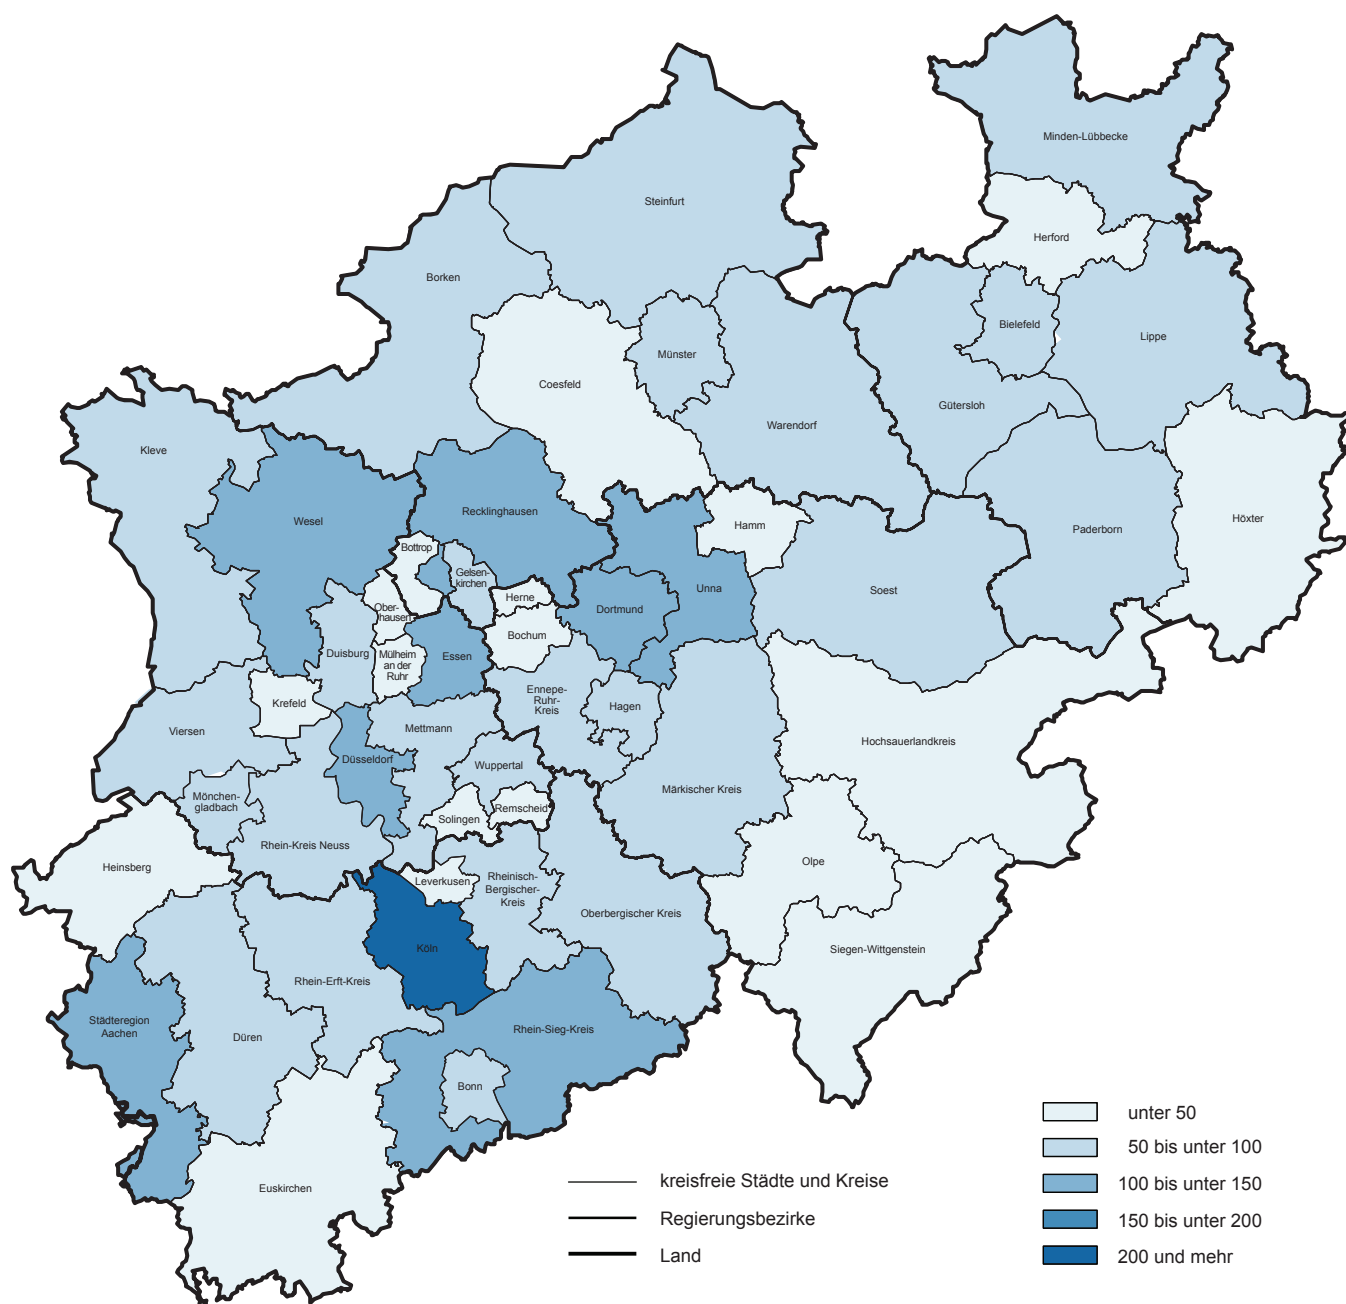 Minden-Lübbecke
Steinfurt
Herford
Borken
Bielefeld
Lippe
Münster
Coesfeld
Gütersloh
Warendorf
Kleve
Recklinghausen
Wesel
Hamm
Paderborn
Höxter
Bottrop
Gelsen-
kirchen
Unna
Soest
Herne
Ober-
hausen
Dortmund
Bochum
Duisburg
Mülheim
an der
Ruhr
Essen
Krefeld
Ennepe-
Ruhr-
Kreis
Hagen
Viersen
Mettmann
Hochsauerlandkreis
Düsseldorf
Wuppertal
Märkischer Kreis
Mönchen-
gladbach
Remscheid
Solingen
Rhein-Kreis Neuss
Heinsberg
Olpe
Leverkusen
Rheinisch-
Bergischer-
Kreis
Oberbergischer Kreis
Köln
Siegen-Wittgenstein
Rhein-Erft-Kreis
Städteregion
Aachen
Rhein-Sieg-Kreis
Düren
Bonn
Euskirchen
kreisfreie Städte und Kreise
Regierungsbezirke
Land
unter 50
50 bis unter 100
100 bis unter 150
150 bis unter 200
200 und mehr